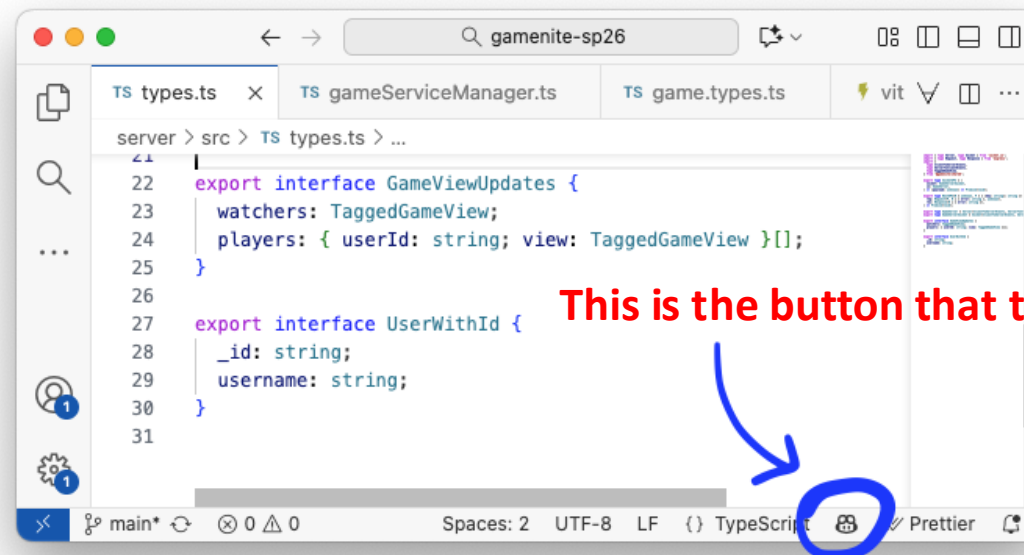 gamenite-sp26
TS types.ts
TS gameServiceManager.ts
TS game.types.ts
vit
server > src > TS types.ts > ...
21
22 export interface GameViewUpdates {
23 watchers: TaggedGameView;
24 players: { userId: string; view: TaggedGameView }[];
25 }
26
This is the button that t
27 export interface UserWithId {
28 _id: string;
29 username: string;
30 }
31
1
1
main* 0 0 Spaces: 2 UTF-8 LF {} TypeScript Prettier